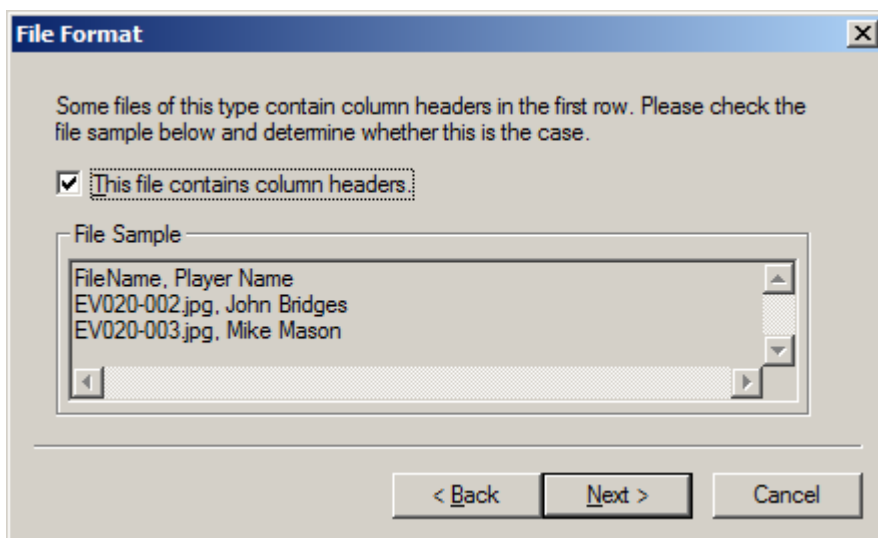 File Format
Some files of this type contain column headers in the first row. Please check the
file sample below and determine whether this is the case.
This file contains column headers.
File Sample
FileName, Player Name
EV020-002.jpg, John Bridges
EV020-003.jpg, Mike Mason
< Back
Next >
Cancel